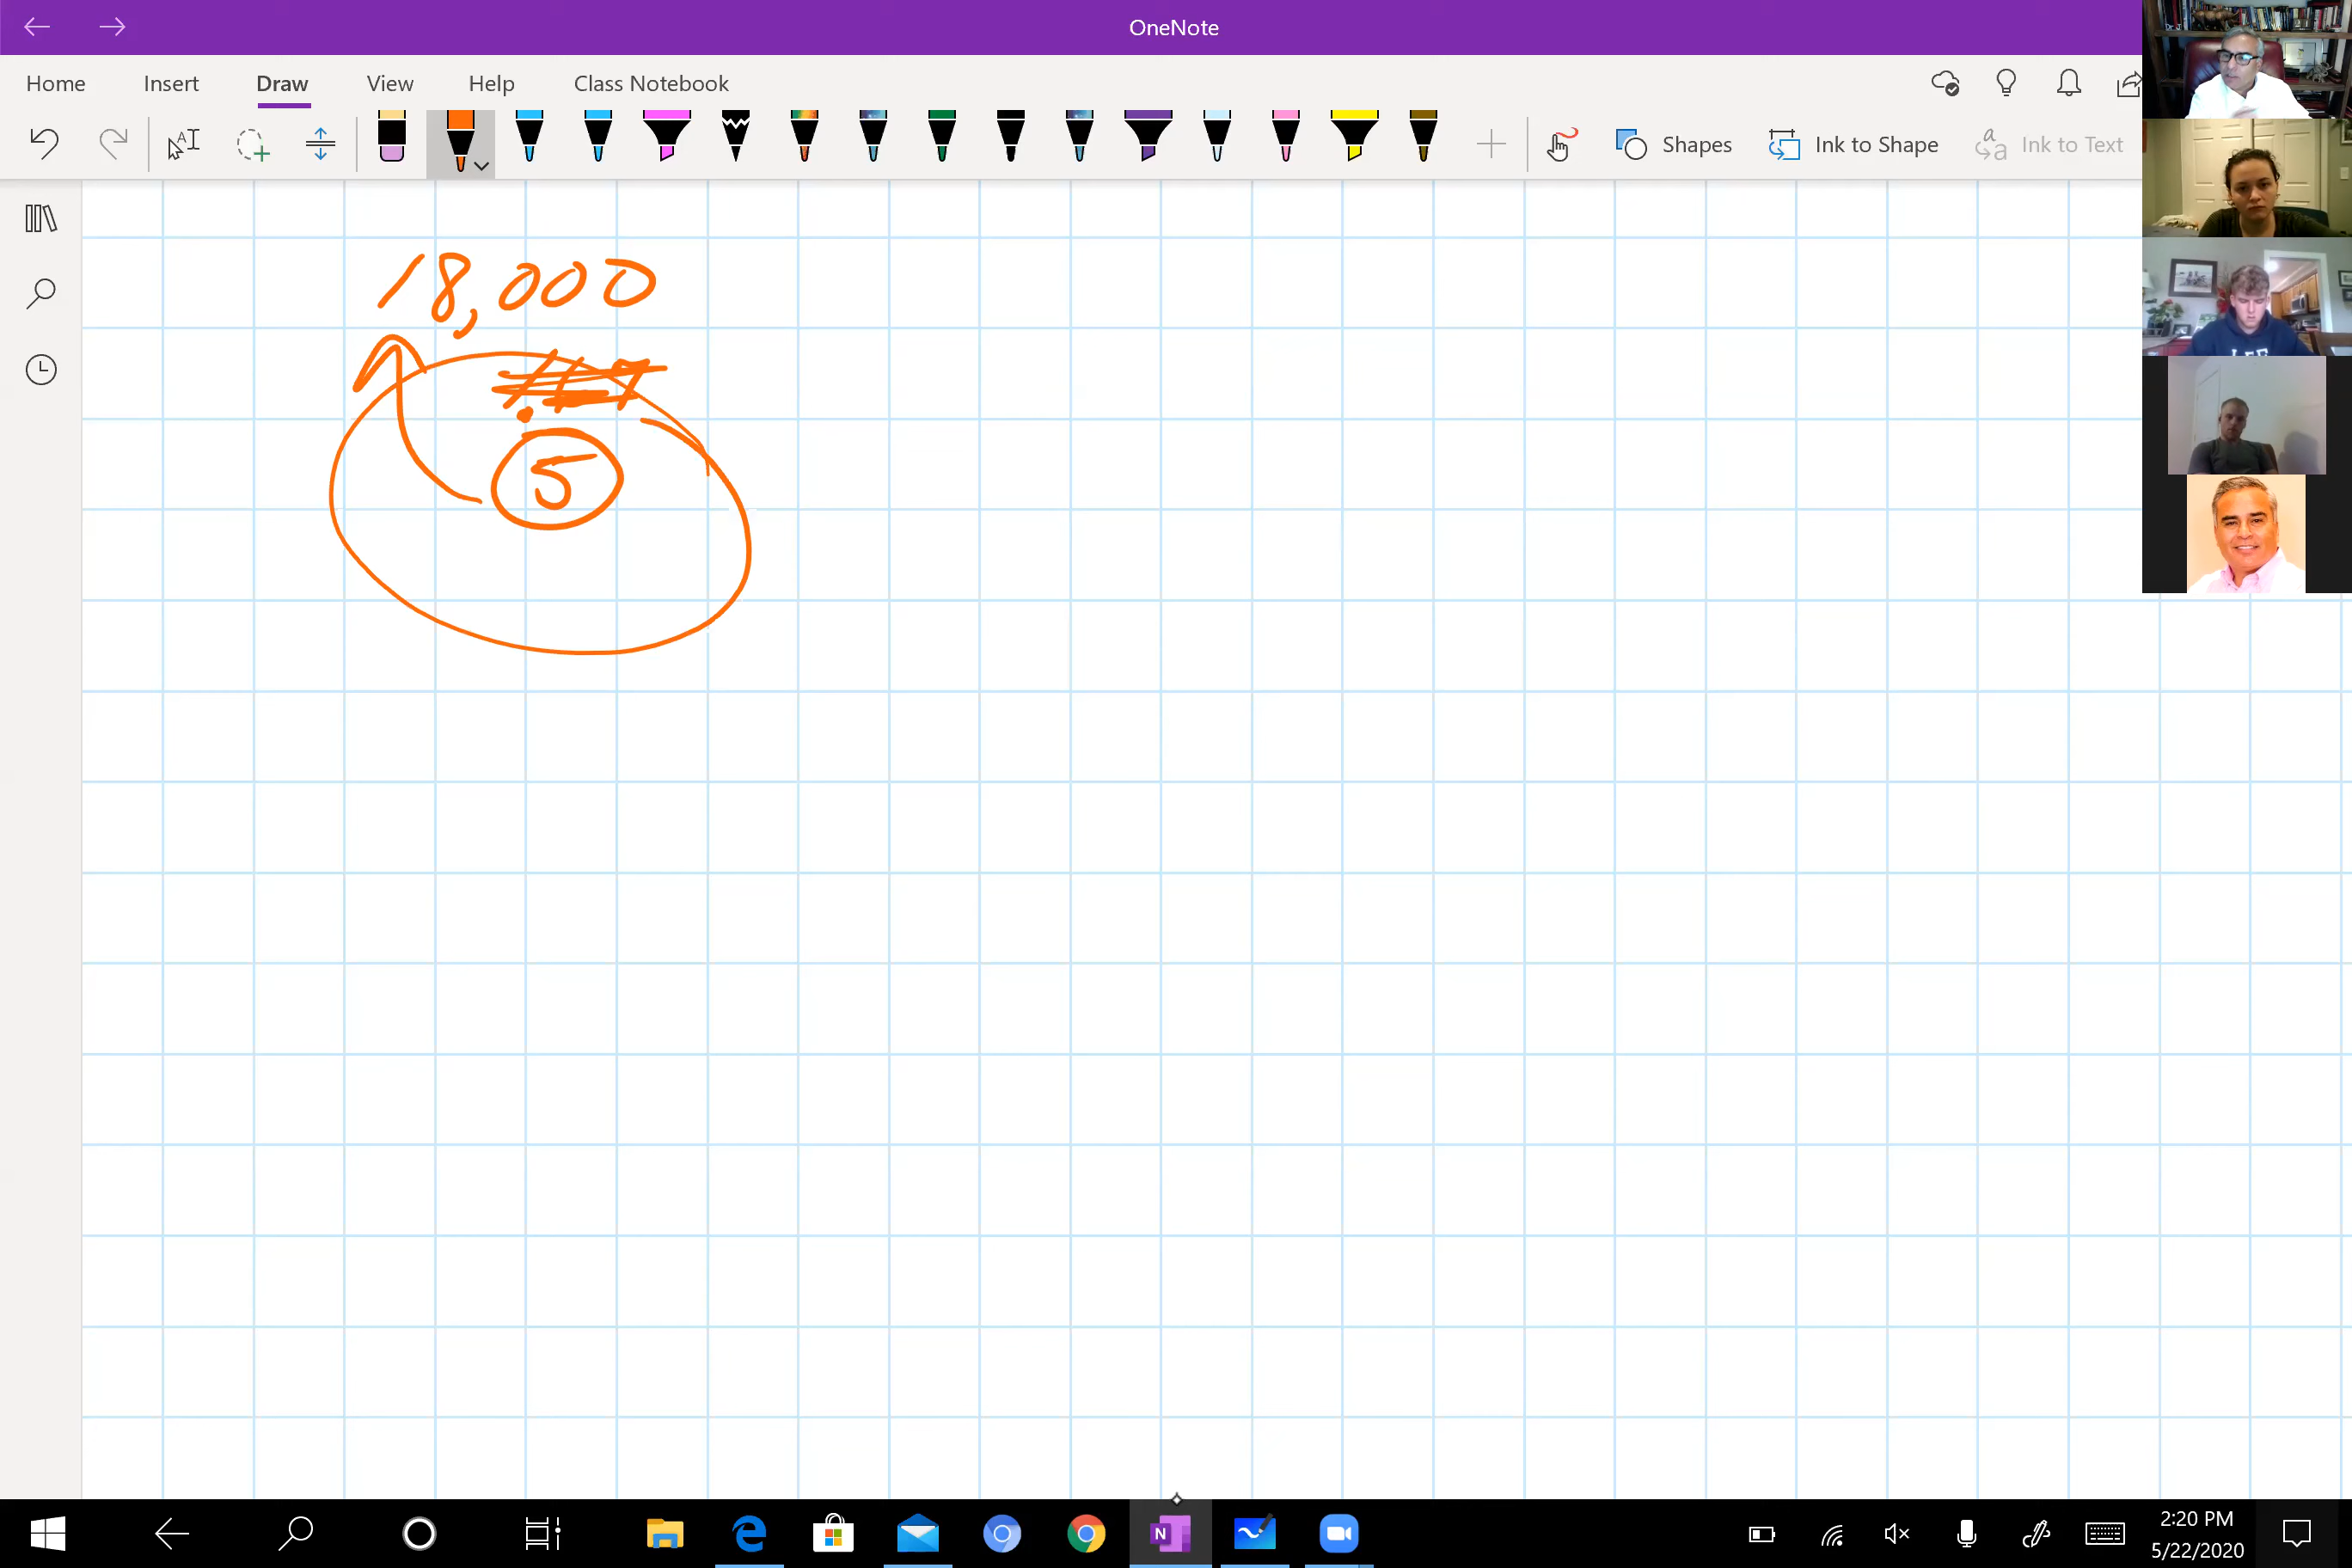 OneNote
Home Insert Draw View Help Class Notebook
Shapes Ink to Shape Ink to Text
18,000
5
2:20 PM
5/22/2020